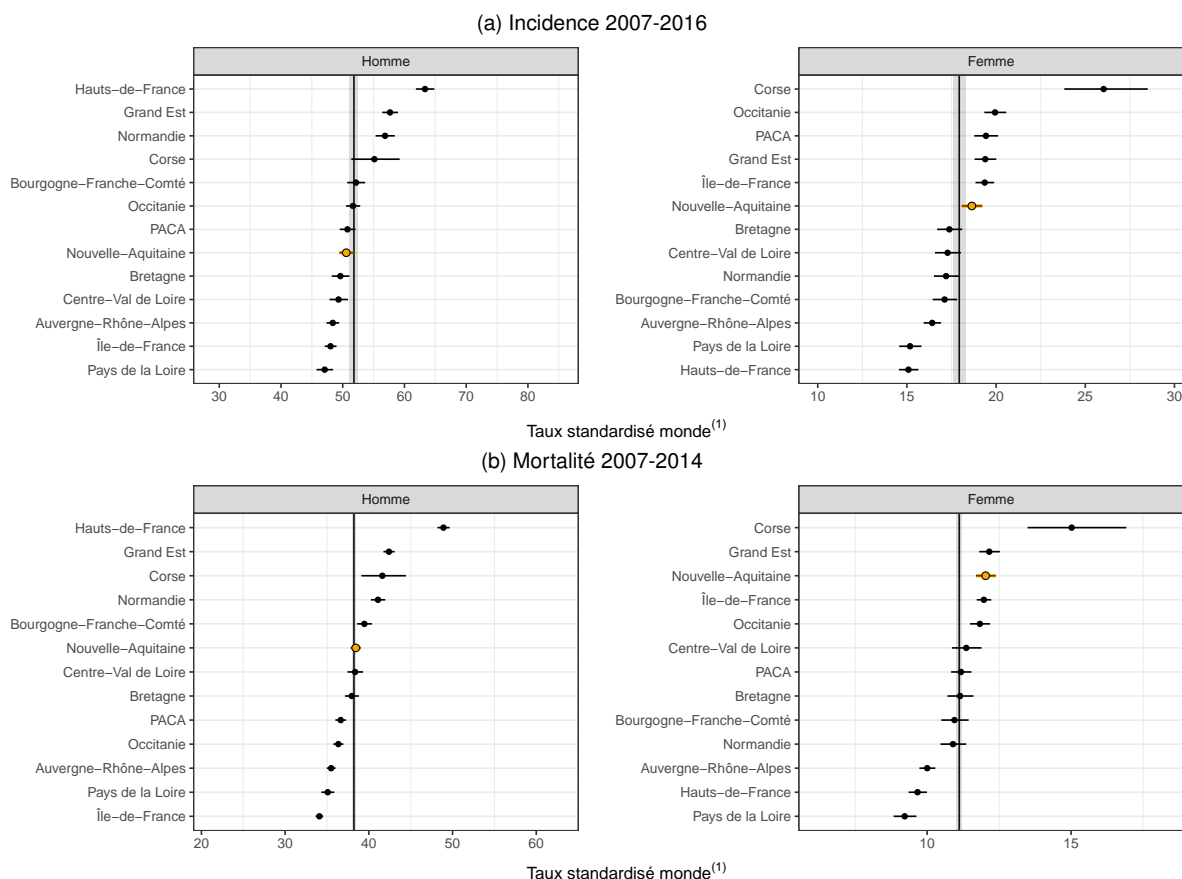 (a) Incidence 2007-2016
Homme
Hauts−de−France
Grand Est
Normandie
Corse
Bourgogne−Franche−Comté
Occitanie
PACA
Nouvelle−Aquitaine
Bretagne
Centre−Val de Loire
Auvergne−Rhône−Alpes
Île−de−France
Pays de la Loire
30 40 50 60 70 80
Femme
Corse
Occitanie
PACA
Grand Est
Île−de−France
Nouvelle−Aquitaine
Bretagne
Centre−Val de Loire
Normandie
Bourgogne−Franche−Comté
Auvergne−Rhône−Alpes
Pays de la Loire
Hauts−de−France
10 15 20 25 30
Taux standardisé monde(1)
(b) Mortalité 2007-2014
Homme
Hauts−de−France
Grand Est
Corse
Normandie
Bourgogne−Franche−Comté
Nouvelle−Aquitaine
Centre−Val de Loire
Bretagne
PACA
Occitanie
Auvergne−Rhône−Alpes
Pays de la Loire
Île−de−France
20 30 40 50 60
Femme
Corse
Grand Est
Nouvelle−Aquitaine
Île−de−France
Occitanie
Centre−Val de Loire
PACA
Bretagne
Bourgogne−Franche−Comté
Normandie
Auvergne−Rhône−Alpes
Hauts−de−France
Pays de la Loire
10 15
Taux standardisé monde(1)